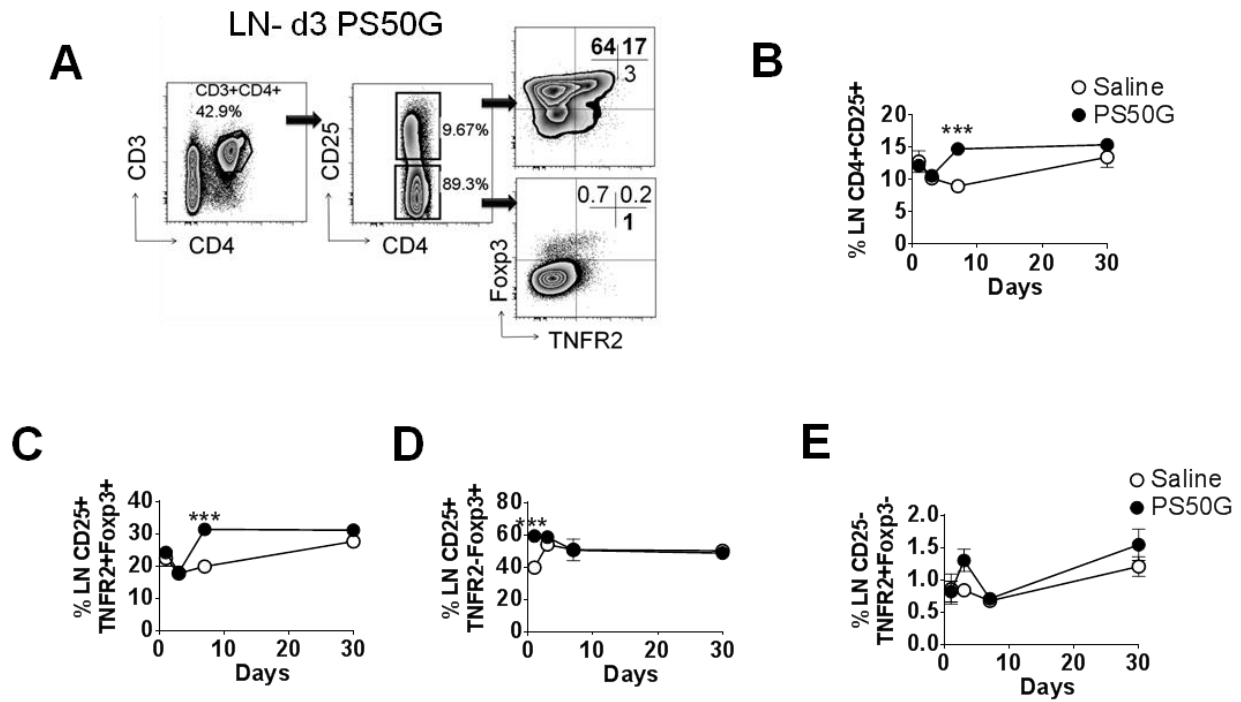 A
LN- d3 PS50G
CD3+CD4+
42.9%
CD3
CD4
CD25
9.67%
89.3%
CD4
64 17
3
0.7 0.2
1
Foxp3
TNFR2
B
Saline
PS50G
% LN CD4+CD25+
20
15
10
5
0
***
0 10 20 30
Days
C
% LN CD25+
TNFR2+Foxp3+
40
30
20
10
0
***
0 10 20 30
Days
D
% LN CD25+
TNFR2-Foxp3+
80
60
40
20
0
***
0 10 20 30
Days
E
Saline
PS50G
% LN CD25-
TNFR2+Foxp3-
2.0
1.5
1.0
0.5
0.0
0 10 20 30
Days